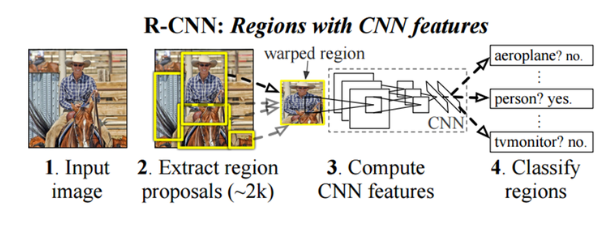 R-CNN: Regions with CNN features
warped region
aeroplane? no.
person? yes.
tvmonitor? no.
CNN
1. Input
image
2. Extract region
proposals (~2k)
3. Compute
CNN features
4. Classify
regions